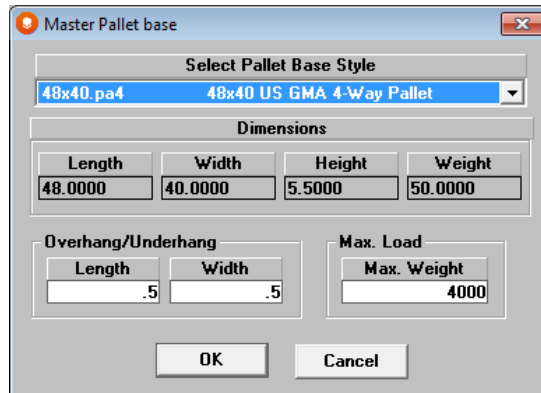 Master Pallet base
Select Pallet Base Style
48x40.pa4 48x40 US GMA 4-Way Pallet
Dimensions
Length Width Height Weight
48.0000 40.0000 5.5000 50.0000
Overhang/Underhang Max. Load
Length Width Max. Weight
.5 .5 4000
OK Cancel